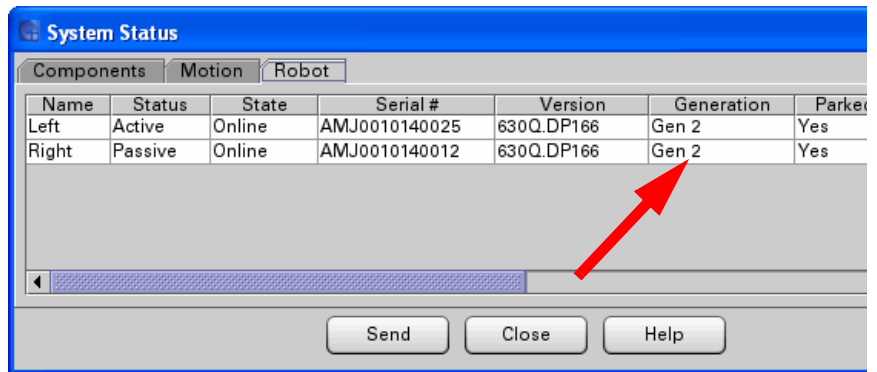 System Status
Components Motion Robot
Name Status State Serial # Version Generation Parked
Left Active Online AMJ0010140025 630Q.DP166 Gen 2 Yes
Right Passive Online AMJ0010140012 630Q.DP166 Gen 2 Yes
Send Close Help